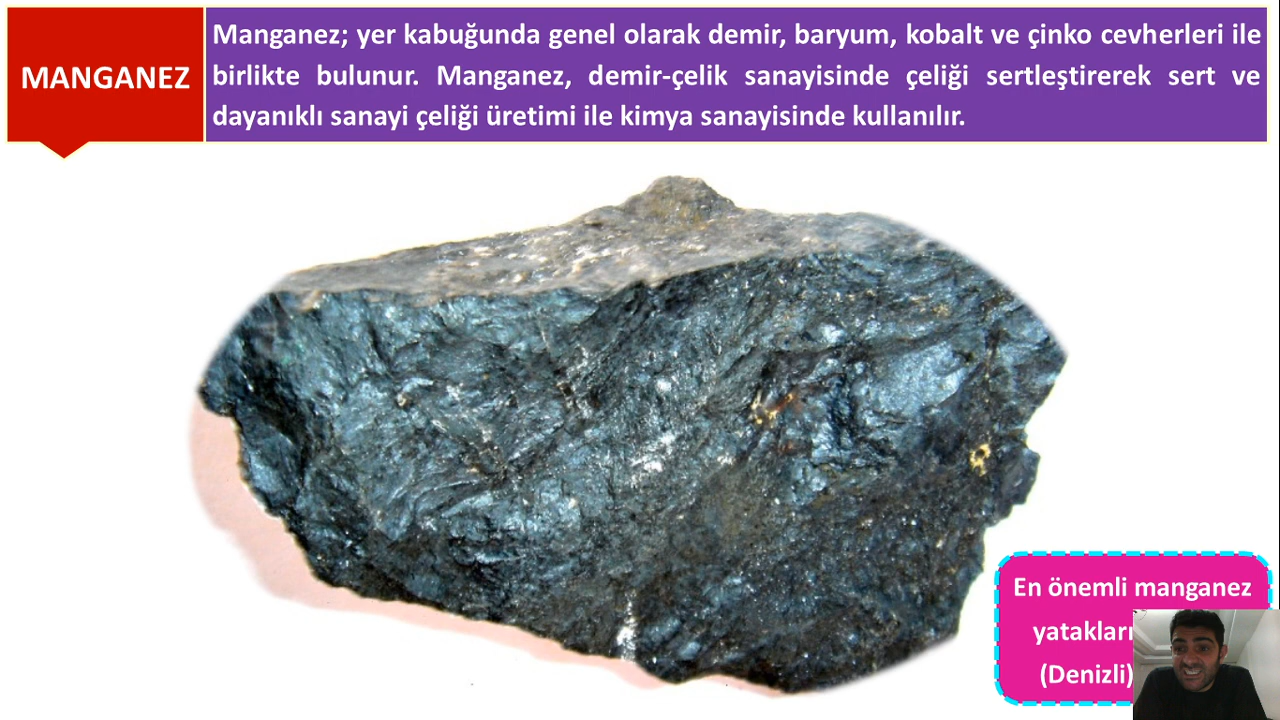 MANGANEZ
Manganez; yer kabuğunda genel olarak demir, baryum, kobalt ve çinko cevherleri ile
birlikte bulunur. Manganez, demir-çelik sanayisinde çeliği sertleştirerek sert ve
dayanıklı sanayi çeliği üretimi ile kimya sanayisinde kullanılır.
En önemli manganez
(Denizli)